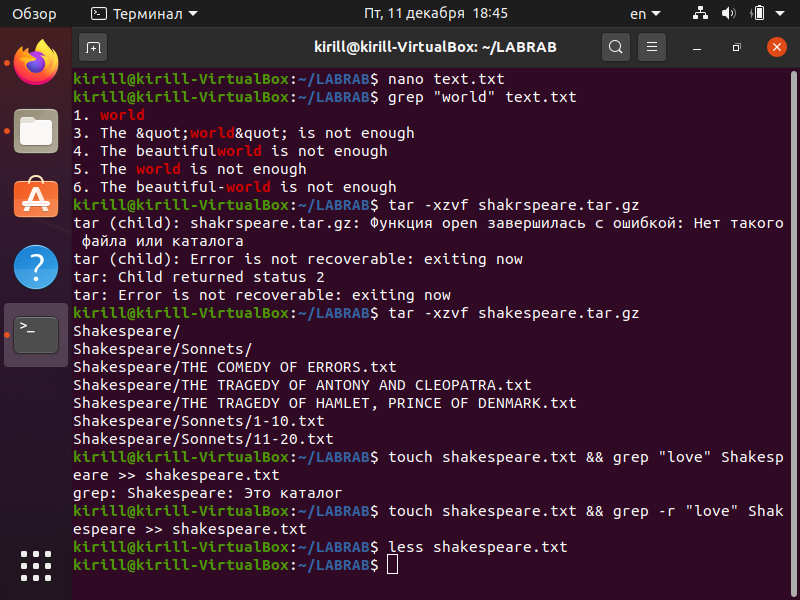 Обзор
Терминал
Пт, 11 декабря 18:45
en
kirill@kirill-VirtualBox: ~/LABRAB
kirill@kirill-VirtualBox:~/LABRAB$ nano text.txt
kirill@kirill-VirtualBox:~/LABRAB$ grep "world" text.txt
1. world
3. The &quot;world&quot; is not enough
4. The beautifulworld is not enough
5. The world is not enough
6. The beautiful-world is not enough
kirill@kirill-VirtualBox:~/LABRAB$ tar -xzvf shakrspeare.tar.gz
tar (child): shakrspeare.tar.gz: Функция open завершилась с ошибкой: Нет такого
файла или каталога
tar (child): Error is not recoverable: exiting now
tar: Child returned status 2
tar: Error is not recoverable: exiting now
kirill@kirill-VirtualBox:~/LABRAB$ tar -xzvf shakespeare.tar.gz
Shakespeare/
Shakespeare/Sonnets/
Shakespeare/THE COMEDY OF ERRORS.txt
Shakespeare/THE TRAGEDY OF ANTONY AND CLEOPATRA.txt
Shakespeare/THE TRAGEDY OF HAMLET, PRINCE OF DENMARK.txt
Shakespeare/Sonnets/1-10.txt
Shakespeare/Sonnets/11-20.txt
kirill@kirill-VirtualBox:~/LABRAB$ touch shakespeare.txt && grep "love" Shakesp
eare >> shakespeare.txt
grep: Shakespeare: Это каталог
kirill@kirill-VirtualBox:~/LABRAB$ touch shakespeare.txt && grep -r "love" Shak
espeare >> shakespeare.txt
kirill@kirill-VirtualBox:~/LABRAB$ less shakespeare.txt
kirill@kirill-VirtualBox:~/LABRAB$